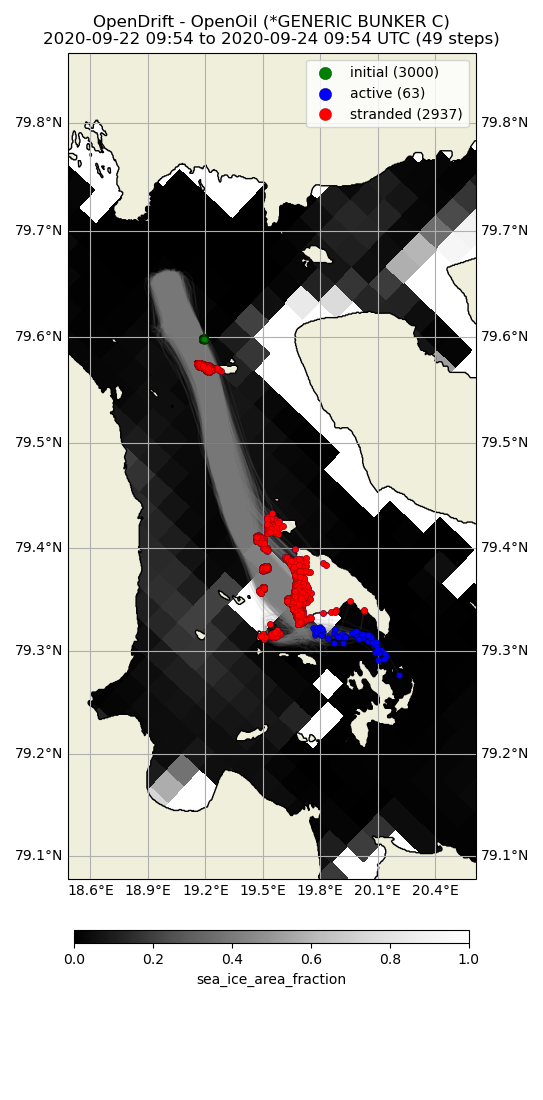 OpenDrift - OpenOil (*GENERIC BUNKER C)
2020-09-22 09:54 to 2020-09-24 09:54 UTC (49 steps)
initial (3000)
active (63)
stranded (2937)
79.8°N 79.8°N
79.7°N 79.7°N
79.6°N 79.6°N
79.5°N 79.5°N
79.4°N 79.4°N
79.3°N 79.3°N
79.2°N 79.2°N
79.1°N 79.1°N
18.6°E 18.9°E 19.2°E 19.5°E 19.8°E 20.1°E 20.4°E
0.0 0.2 0.4 0.6 0.8 1.0
sea_ice_area_fraction